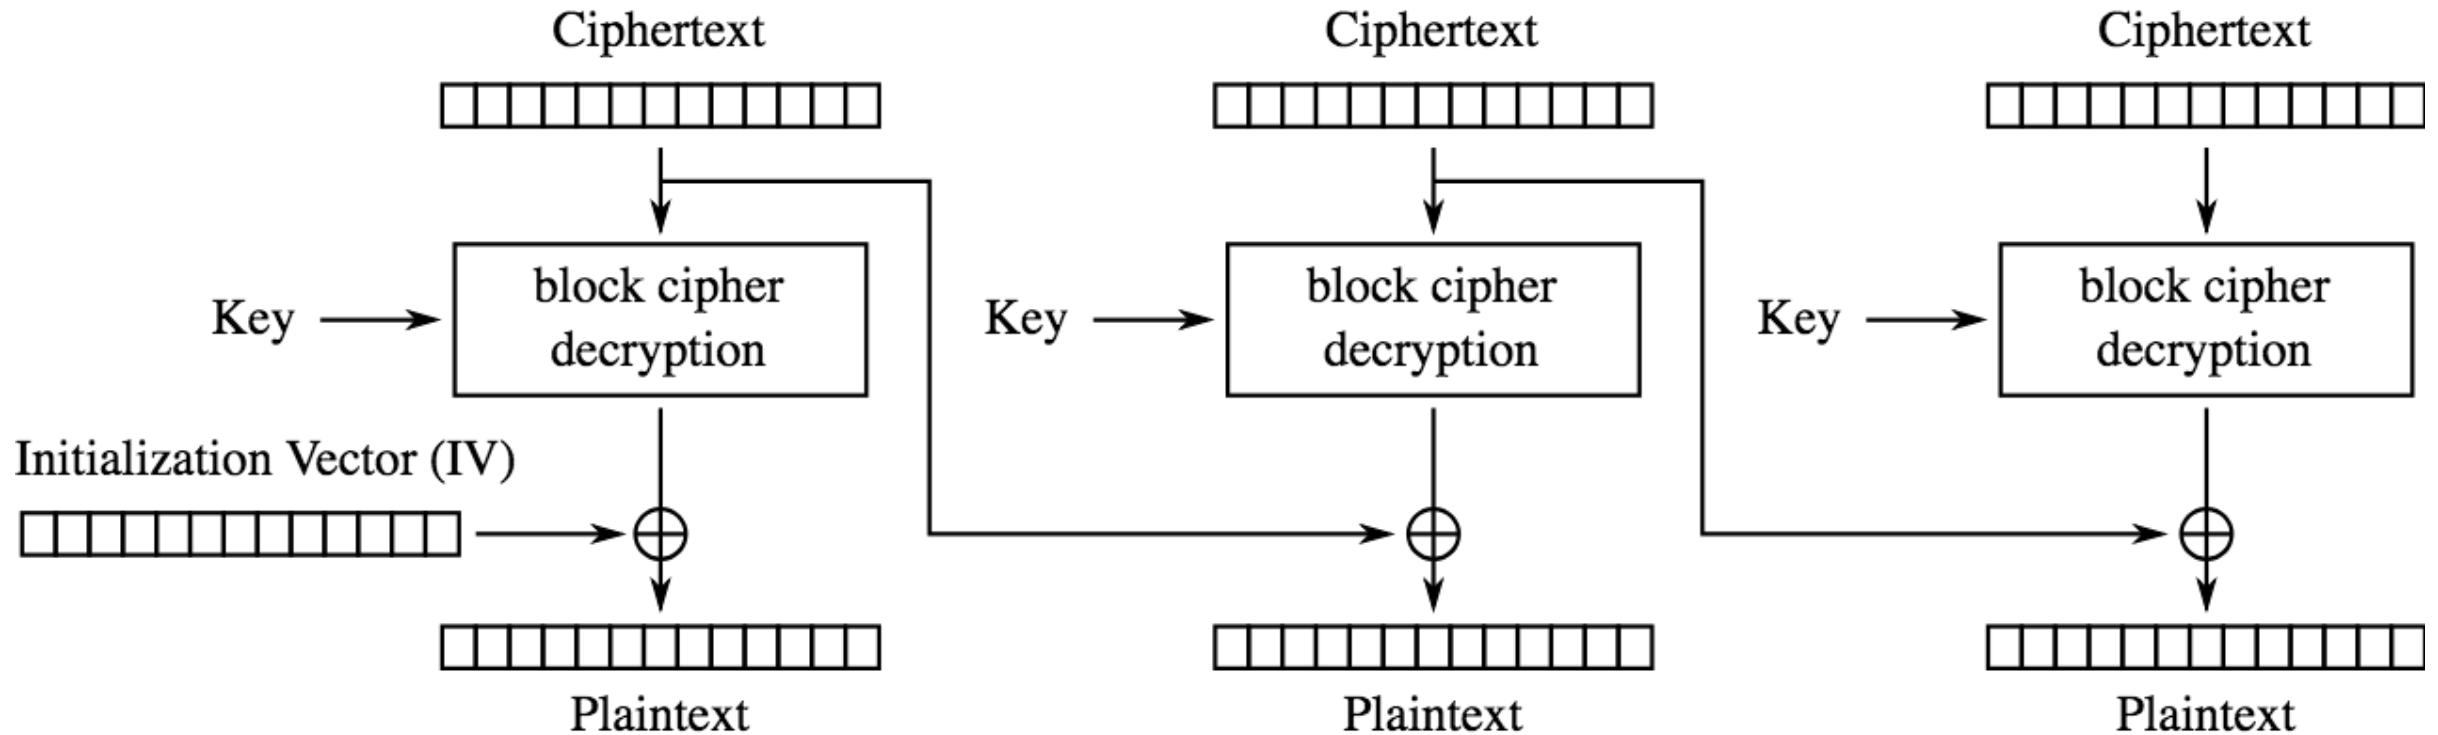 Ciphertext
Ciphertext
Ciphertext
Key
block cipher
decryption
Key
block cipher
decryption
Key
block cipher
decryption
Initialization Vector (IV)
Plaintext
Plaintext
Plaintext